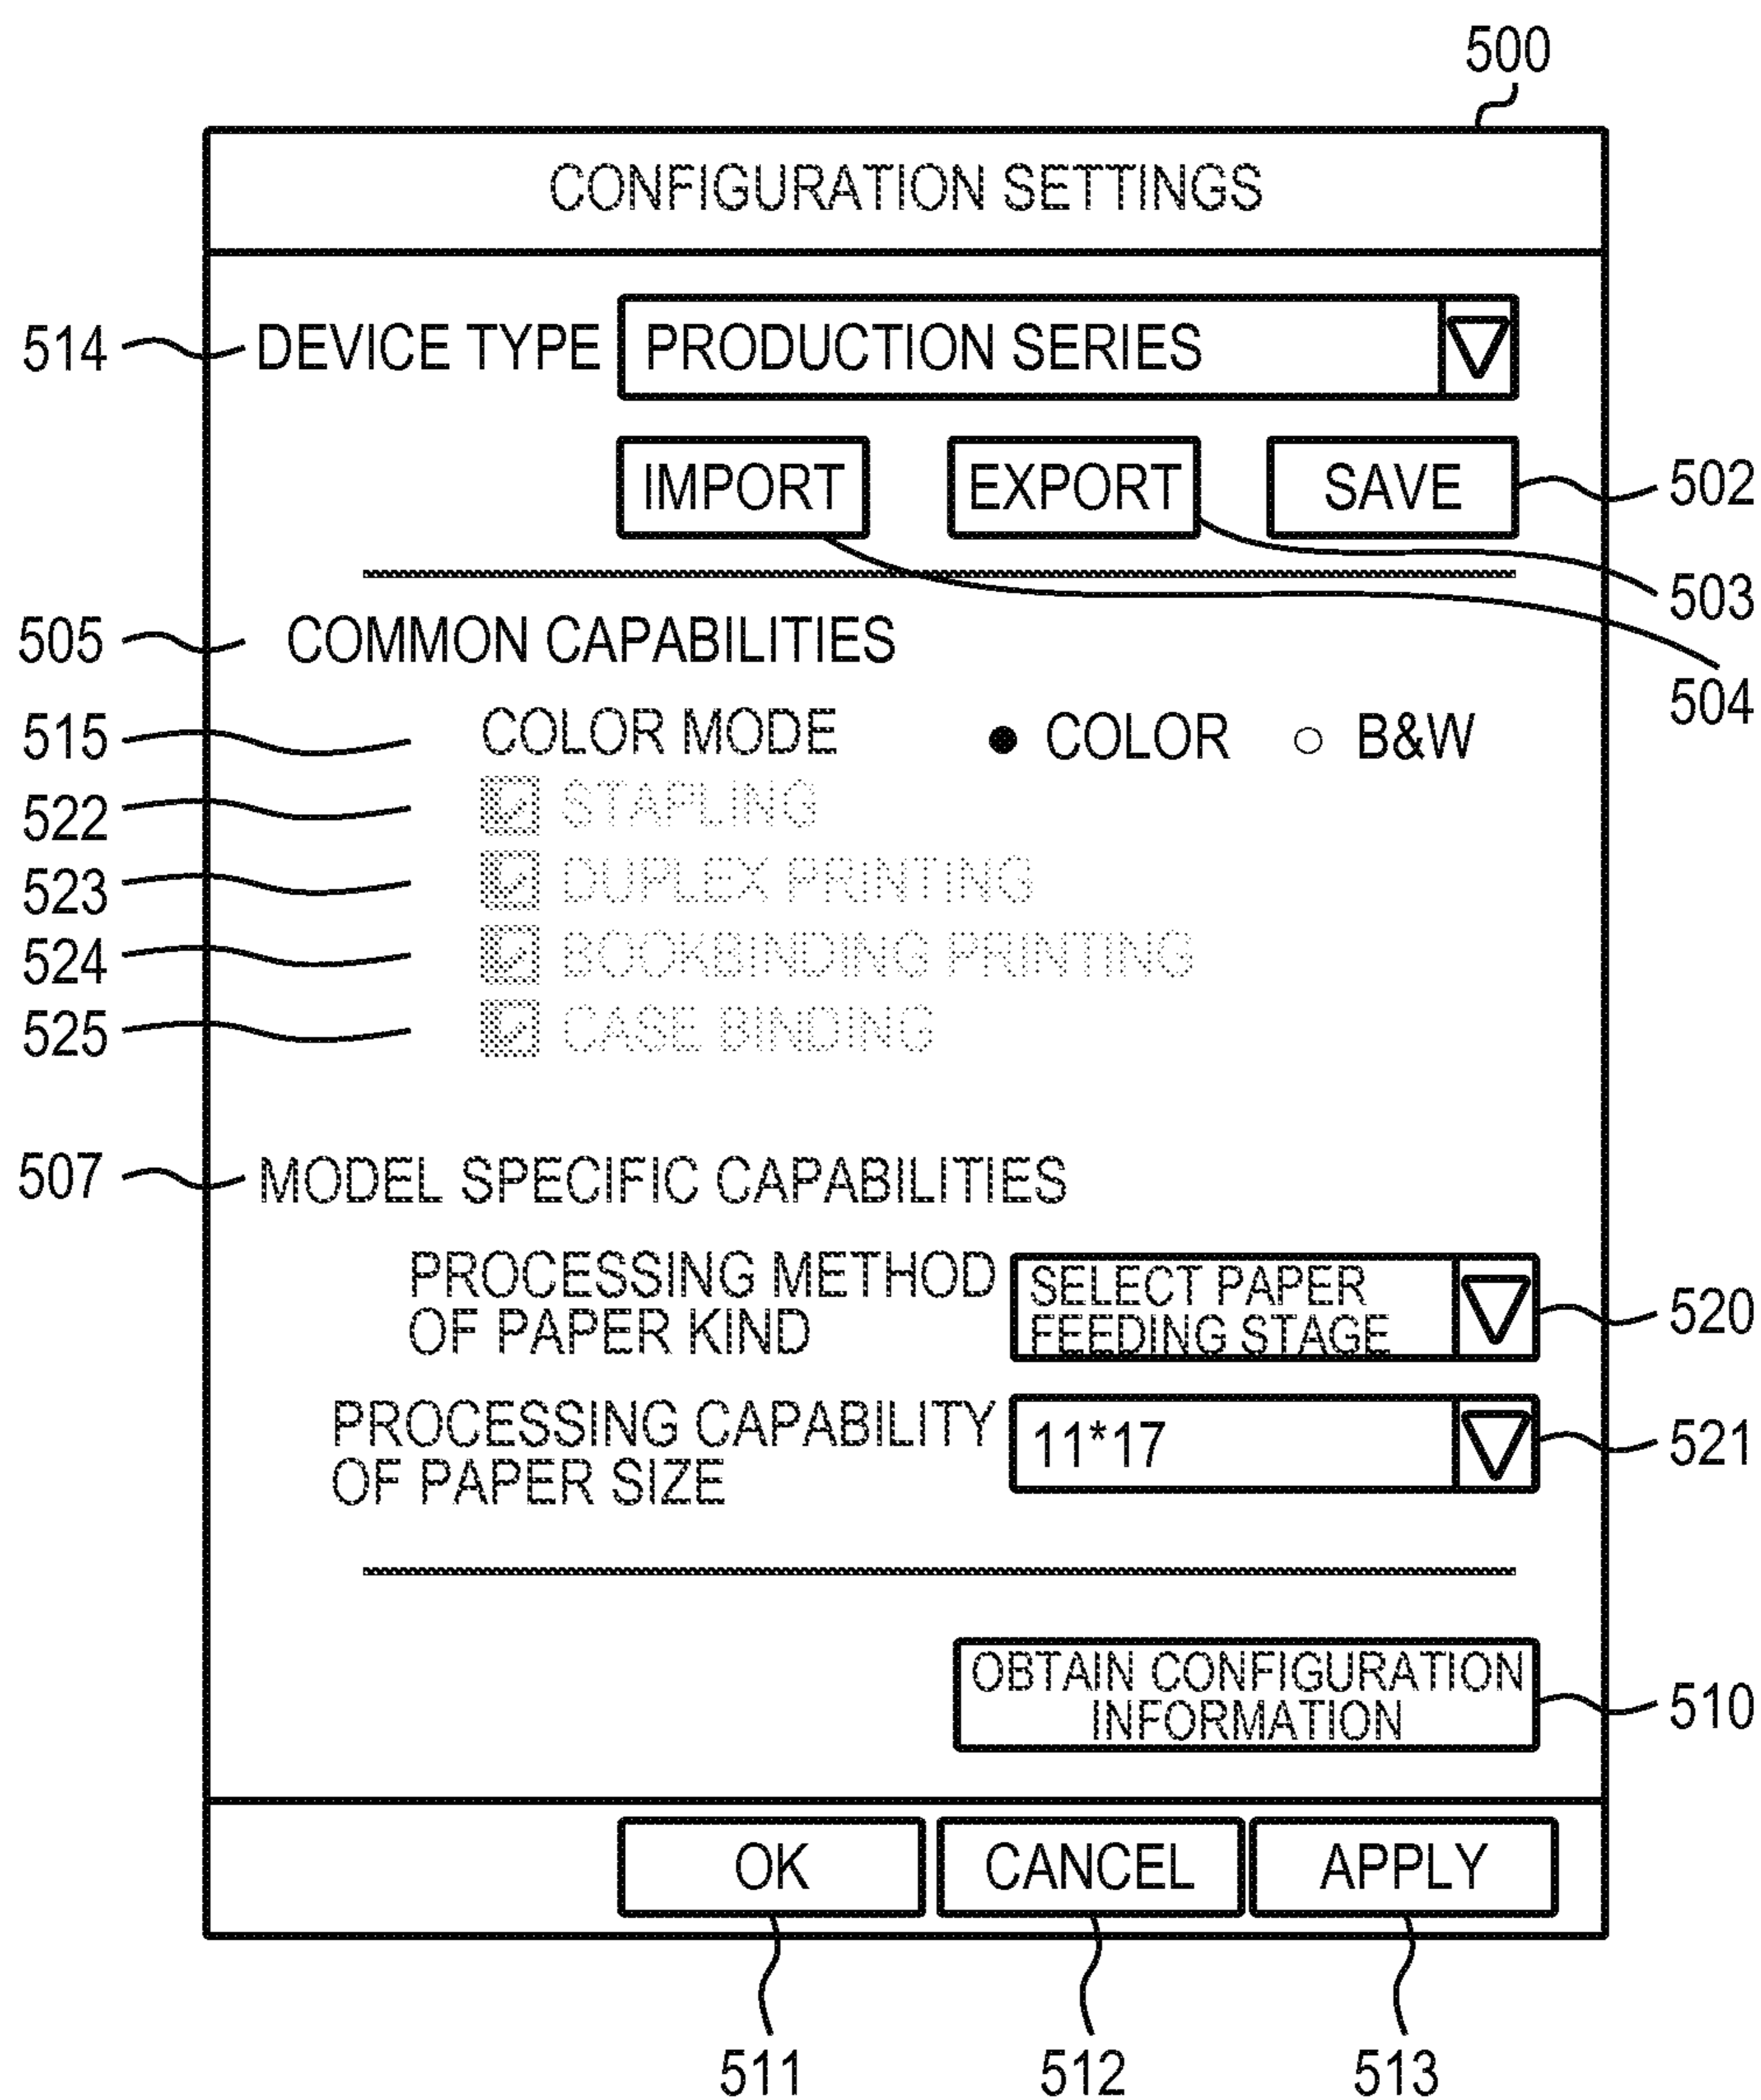 500
CONFIGURATION SETTINGS
514 DEVICE TYPE PRODUCTION SERIES
IMPORT EXPORT SAVE 502
503
505 COMMON CAPABILITIES
504
515 COLOR MODE COLOR B&W
522 STAPLING
523 DUPLEX PRINTING
524 BOOKBINDING PRINTING
525 CASE BINDING
507 MODEL SPECIFIC CAPABILITIES
PROCESSING METHOD
OF PAPER KIND
SELECT PAPER
FEEDING STAGE
520
PROCESSING CAPABILITY
OF PAPER SIZE
11*17
521
OBTAIN CONFIGURATION
INFORMATION
510
OK CANCEL APPLY
511 512 513